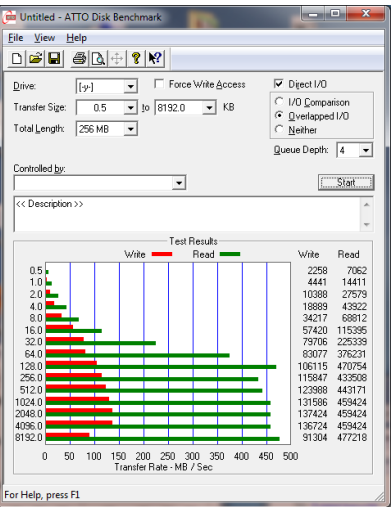 Untitled - ATTO Disk Benchmark
File View Help
Drive: [-y-] Force Write Access Direct I/O
Transfer Size: 0.5 to 8192.0 KB I/O Comparison
Overlapped I/O
Total Length: 256 MB Neither
Queue Depth: 4
Controlled by:
Start
<< Description >>
Test Results
Write Read Write Read
0.5 2258 7062
1.0 4441 14411
2.0 10388 27579
4.0 18889 43922
8.0 34217 68812
16.0 57420 115395
32.0 79706 225339
64.0 83077 376231
128.0 106115 470754
256.0 115847 433508
512.0 123988 443171
1024.0 131586 459424
2048.0 137424 459424
4096.0 136724 459424
8192.0 91304 477218
0 50 100 150 200 250 300 350 400 450 500
Transfer Rate - MB / Sec
For Help, press F1